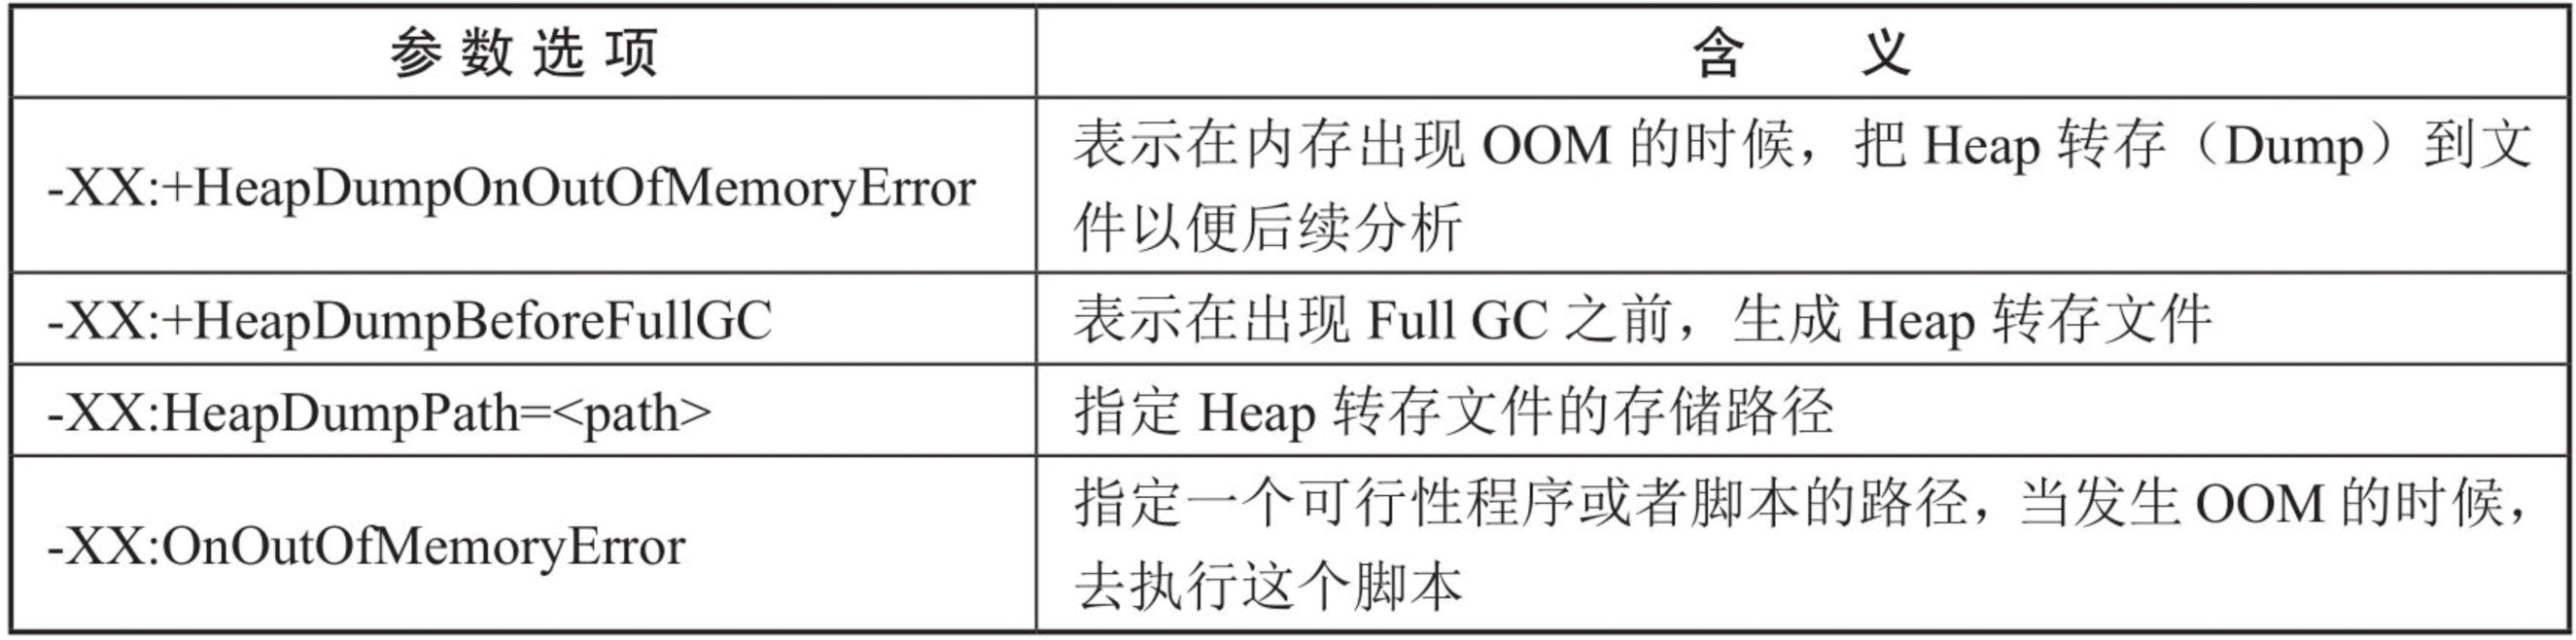 参数选项
含 义
-XX:+HeapDumpOnOutOfMemoryError
表示在内存出现 OOM 的时候，把 Heap 转存（Dump）到文
件以便后续分析
-XX:+HeapDumpBeforeFullGC
表示在出现 Full GC 之前，生成 Heap 转存文件
-XX:HeapDumpPath=<path>
指定 Heap 转存文件的存储路径
-XX:OnOutOfMemoryError
指定一个可行性程序或者脚本的路径，当发生 OOM 的时候，
去执行这个脚本